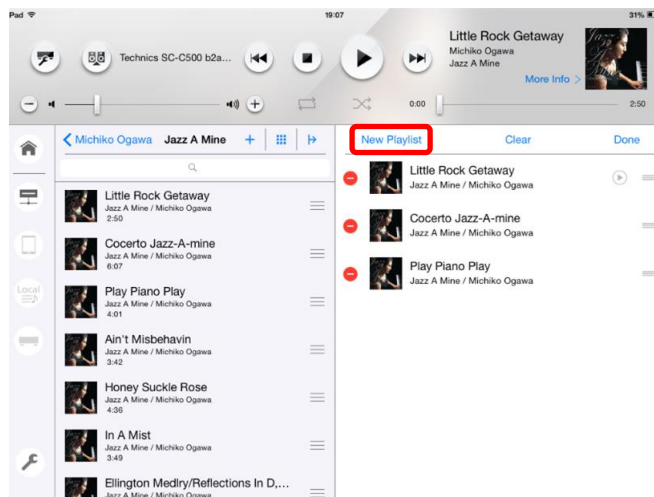 Pad
19:07
31%
Technics SC-C500 b2a...
Little Rock Getaway
Michiko Ogawa
Jazz A Mine
More Info >
0:00
2:50
Michiko Ogawa
Jazz A Mine
New Playlist
Clear
Done
Local
Little Rock Getaway
Jazz A Mine / Michiko Ogawa
2:50
Cocerto Jazz-A-mine
Jazz A Mine / Michiko Ogawa
6:07
Play Piano Play
Jazz A Mine / Michiko Ogawa
4:01
Ain't Misbehavin
Jazz A Mine / Michiko Ogawa
3:42
Honey Suckle Rose
Jazz A Mine / Michiko Ogawa
4:36
In A Mist
Jazz A Mine / Michiko Ogawa
3:49
Ellington Medlry/Reflections In D,...
Jazz A Mine / Michiko Ogawa
Little Rock Getaway
Jazz A Mine / Michiko Ogawa
Cocerto Jazz-A-mine
Jazz A Mine / Michiko Ogawa
Play Piano Play
Jazz A Mine / Michiko Ogawa